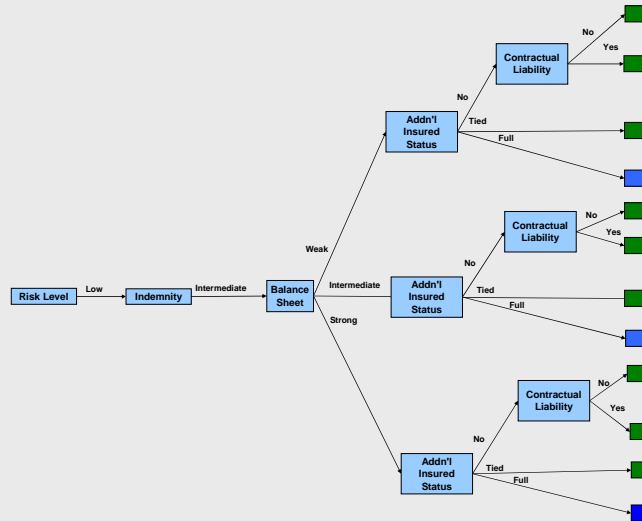 No
Yes
Contractual
Liability
No
Addn'l
Insured
Status
Tied
Full
No
Yes
Contractual
Liability
Weak
No
Risk Level
Low
Indemnity
Intermediate
Balance
Sheet
Intermediate
Addn'l
Insured
Status
Tied
Full
Strong
No
Yes
Contractual
Liability
No
Addn'l
Insured
Status
Tied
Full